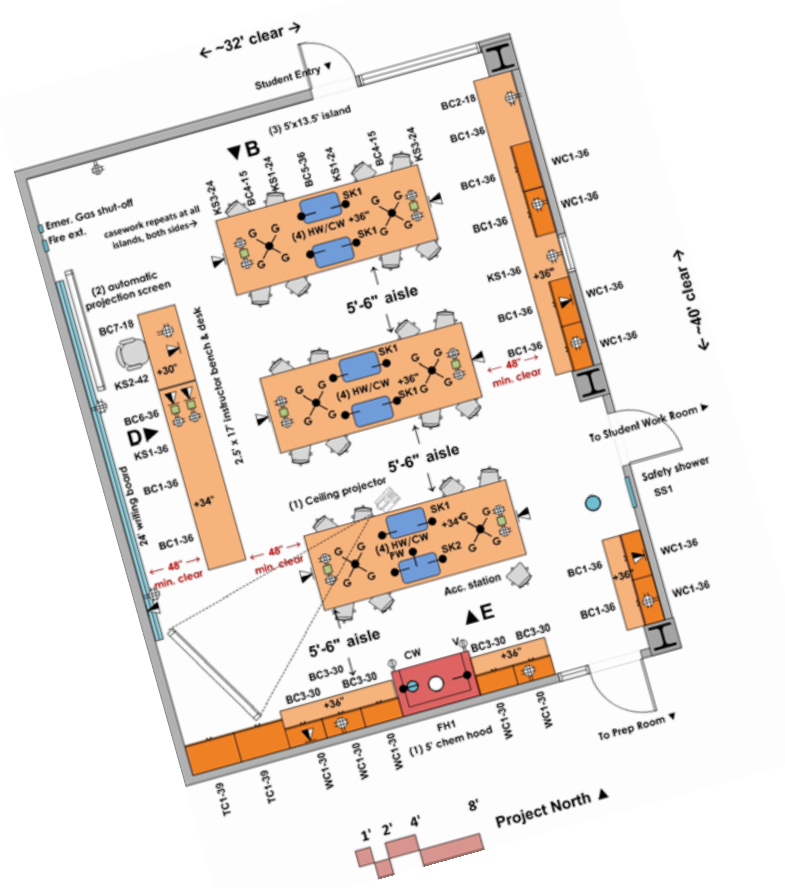 ← ~32' clear →
Student Entry ▼
(3) 5'x13.5' island
▼B
KS3-24
BC4-15
KS1-24
BC5-36
KS1-24
BC4-15
KS3-24
BC2-18
BC1-36
BC1-36
BC1-36
KS1-36
BC1-36
BC1-36
+36"
WC1-36
WC1-36
WC1-36
WC1-36
Emer. Gas shut-off
Fire ext.
casework repeats at all
islands, both sides→
SK1
G G
G G
(4) HW/CW +36"
G G
G G
SK1
5'-6" aisle
← ~40' clear →
(2) automatic
projection screen
BC7-18
KS2-42
+30"
BC6-36
D▶
KS1-36
BC1-36
BC1-36
+34"
2.5'x 17' instructor bench & desk
24' writing board
SK1
G G
G G
(4) HW/CW +36"
G G
G G
SK1
← 48" →
min. clear
5'-6" aisle
To Student Work Room ▶
Safety shower
SS1
(1) Ceiling projector
SK1
G G
G G
+34"
(4) HW/CW
PW
G G
G G
SK2
← 48" →
min. clear
← 48" →
min. clear
Acc. station
BC1-36
BC1-36
+36"
WC1-36
WC1-36
▲E
5'-6" aisle
BC3-30
BC3-30
BC3-30
+36"
CW
V
BC3-30
BC3-30
+36"
FH1
(1) 5' chem hood
TC1-39
TC1-39
WC1-30
WC1-30
WC1-30
WC1-30
WC1-30
To Prep Room ▼
1' 2' 4' 8'
Project North ▲